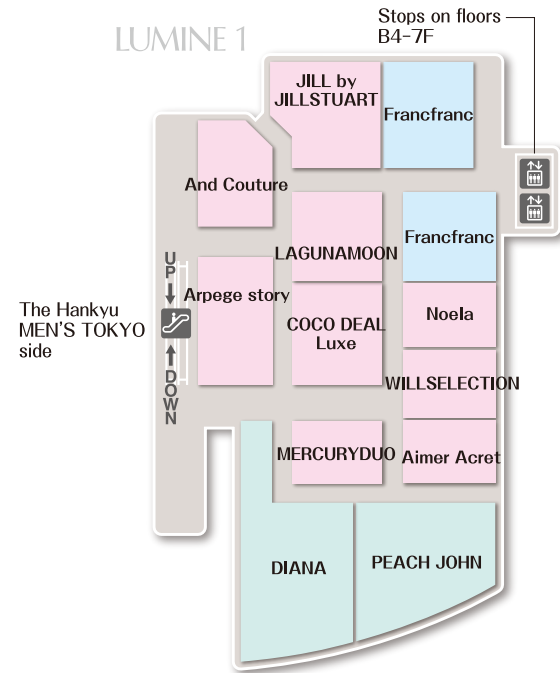 LUMINE 1
Stops on floors
B4-7F
JILL by
JILLSTUART
Francfranc
And Couture
LAGUNAMOON
Francfranc
UP
Arpege story
The Hankyu
MEN'S TOKYO
side
COCO DEAL
Luxe
Noela
DOWN
WILLSELECTION
MERCURYDUO
Aimer Acret
DIANA
PEACH JOHN